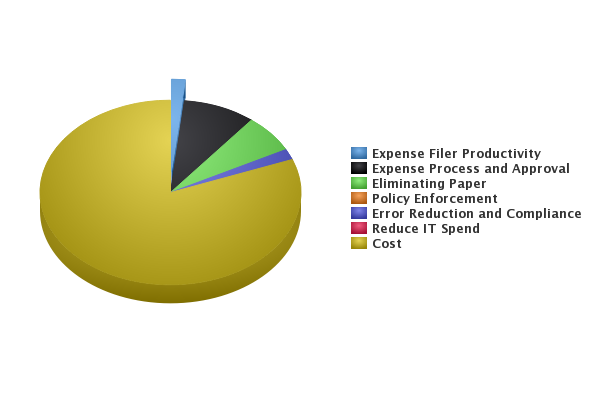 Expense Filer Productivity
Expense Process and Approval
Eliminating Paper
Policy Enforcement
Error Reduction and Compliance
Reduce IT Spend
Cost